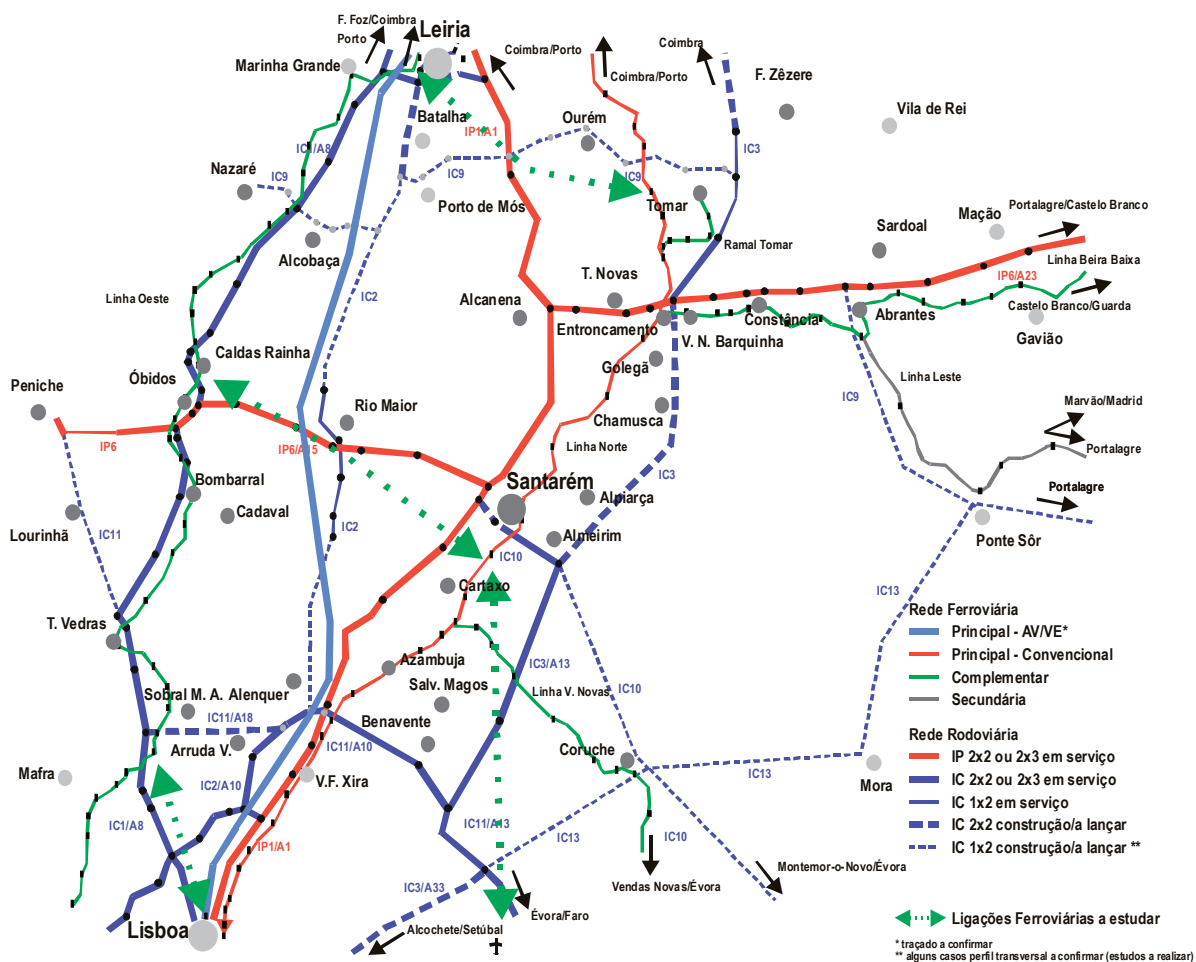 F. Foz/Coimbra
Porto
Leiria
Coimbra/Porto
Coimbra/Porto
Coimbra
Marinha Grande
F. Zêzere
Batalha
IP1/A1
Ourém
Vila de Rei
IC1/A8
IC3
Nazaré
IC9
IC9
IC9
Porto de Mós
Tomar
Sardoal
Mação
Portalagre/Castelo Branco
Alcobaça
Ramal Tomar
Linha Beira Baixa
IC2
T. Novas
IP6/A23
Linha Oeste
Alcanena
Entroncamento
Constância
Abrantes
Castelo Branco/Guarda
V. N. Barquinha
Gavião
Caldas Rainha
Golegã
Peniche
Óbidos
Linha Leste
IC9
Rio Maior
Chamusca
Marvão/Madrid
IP6
IP6/A15
Linha Norte
Portalagre
IC3
Bombarral
Santarém
Portalagre
Alpiarça
Cadaval
Lourinhã
IC11
IC2
Almeirim
Ponte Sôr
IC10
Cartaxo
IC13
T. Vedras
Azambuja
IC3/A13
Sobral M. A.
Alenquer
Salv. Magos
Linha V. Novas
IC10
IC11/A18
Benavente
Arruda V.
IC11/A10
Coruche
Mafra
IC2/A10
V.F. Xira
IC13
Mora
IC1/A8
IC11/A13
IC13
IC10
IP1/A1
Montemor-o-Novo/Évora
IC3/A33
Vendas Novas/Évora
Évora/Faro
Lisboa
Alcochete/Setúbal
Rede Ferroviária
Principal - AV/VE*
Principal - Convencional
Complementar
Secundária
Rede Rodoviária
IP 2x2 ou 2x3 em serviço
IC 2x2 ou 2x3 em serviço
IC 1x2 em serviço
IC 2x2 construção/a lançar
IC 1x2 construção/a lançar **
Ligações Ferroviárias a estudar
* traçado a confirmar
** alguns casos perfil transversal a confirmar (estudos a realizar)